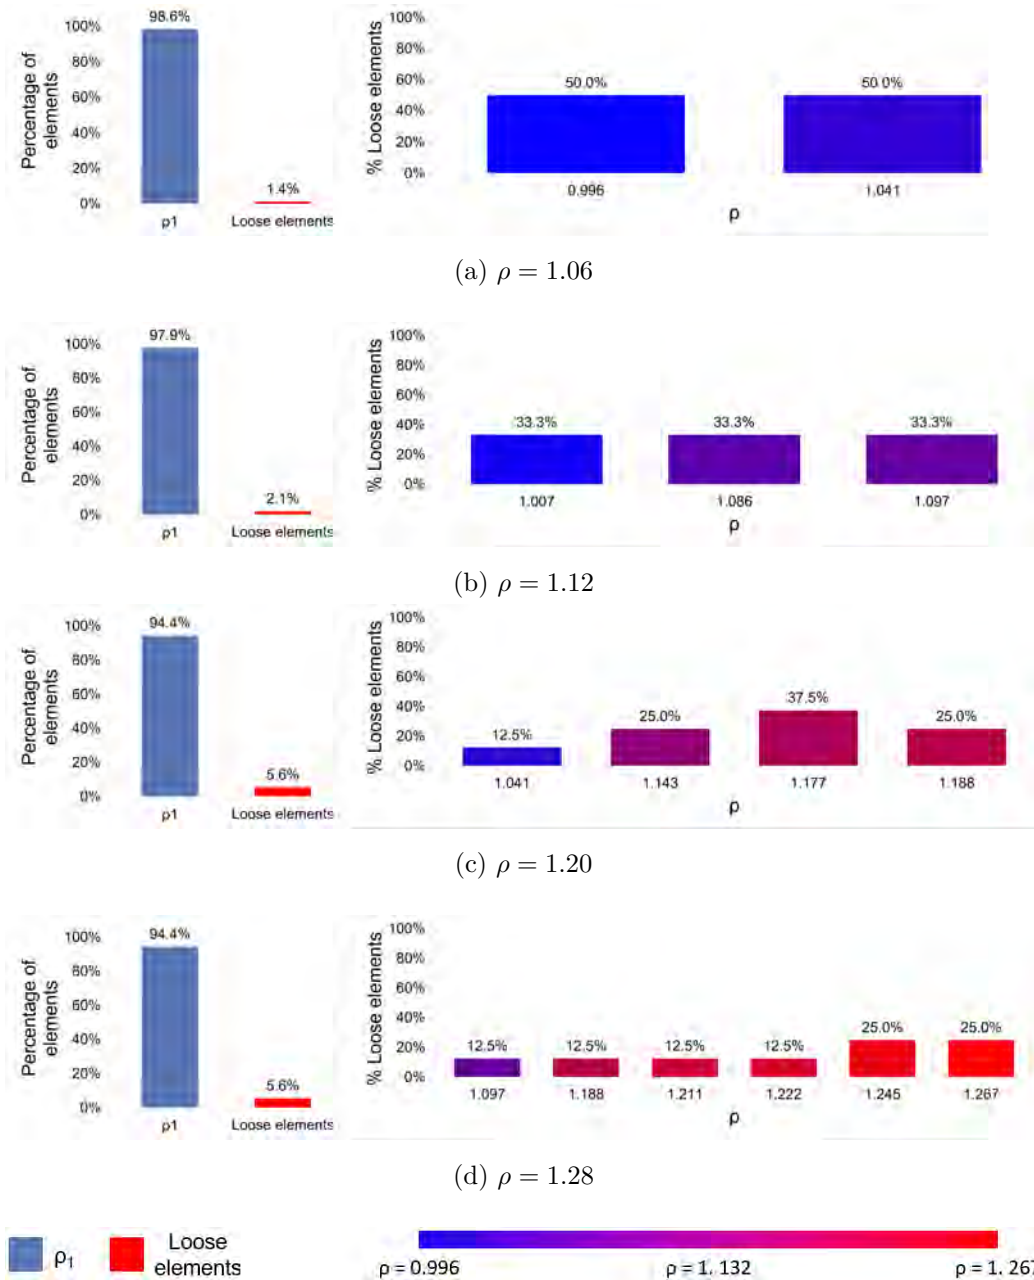 98.6%
100%
80%
60%
40%
20%
0%
Percentage of
elements
1.4%
ρ1
Loose elements
100%
80%
60%
40%
20%
0%
% Loose elements
50.0%
50.0%
0.996
1.041
ρ
(a) ρ = 1.06
97.9%
100%
80%
60%
40%
20%
0%
Percentage of
elements
2.1%
ρ1
Loose elements
100%
80%
60%
40%
20%
0%
% Loose elements
33.3%
33.3%
33.3%
1.007
1.086
1.097
ρ
(b) ρ = 1.12
94.4%
100%
80%
60%
40%
20%
0%
Percentage of
elements
5.6%
ρ1
Loose elements
100%
80%
60%
40%
20%
0%
% Loose elements
12.5%
25.0%
37.5%
25.0%
1.041
1.143
1.177
1.188
ρ
(c) ρ = 1.20
94.4%
100%
80%
60%
40%
20%
0%
Percentage of
elements
5.6%
ρ1
Loose elements
100%
80%
60%
40%
20%
0%
% Loose elements
12.5%
12.5%
12.5%
12.5%
25.0%
25.0%
1.097
1.188
1.211
1.222
1.245
1.267
ρ
(d) ρ = 1.28
ρ₁
Loose
elements
ρ = 0.996
ρ = 1.132
ρ = 1.26